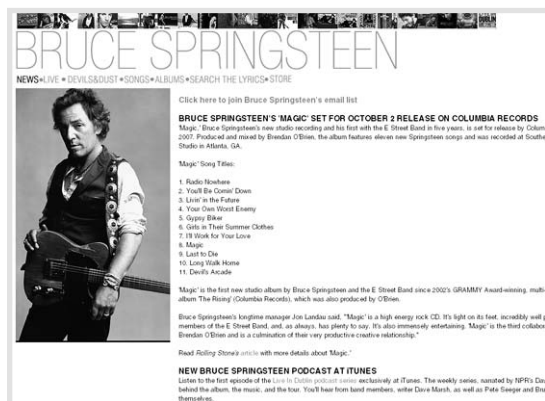 BRUCE SPRINGSTEEN
NEWS•LIVE • DEVILS&DUST •SONGS•ALBUMS•SEARCH THE LYRICS• STORE
Click here to join Bruce Springsteen's email list
BRUCE SPRINGSTEEN'S 'MAGIC' SET FOR OCTOBER 2 RELEASE ON COLUMBIA RECORDS
'Magic,' Bruce Springsteen's new studio recording and his first with the E Street Band in five years, is set for release by
2007. Produced and mixed by Brendan O'Brien, the album features eleven new Springsteen songs and was recorded at
Studio in Atlanta, GA.
'Magic' Song Titles:
1. Radio Nowhere
2. You'll Be Comin' Down
3. Livin' in the Future
4. Your Own Worst Enemy
5. Gypsy Biker
6. Girls in Their Summer Clothes
7. I'll Work for Your Love
8. Magic
9. Last to Die
10. Long Walk Home
11. Devil's Arcade
'Magic' is the first new studio album by Bruce Springsteen and the E Street Band since 2002's GRAMMY Award-winning,
album 'The Rising' (Columbia Records), which was also produced by O'Brien.
Bruce Springsteen's longtime manager Jon Landau said, "'Magic' is a high energy rock CD. It's light on its feet, incredibly well
members of the E Street Band, and, as always, has plenty to say. It's also immensely entertaining. 'Magic' is the third
Brendan O'Brien and is a culmination of their very productive creative relationship."
Read Rolling Stone's article with more details about 'Magic.'
NEW BRUCE SPRINGSTEEN PODCAST AT iTUNES
Listen to the first episode of the Live In Dublin podcast series exclusively at iTunes. The weekly series, narrated by NPR's
behind the album, the music, and the tour. You'll hear from band members, writer Dave Marsh, as well as Pete Seeger and
themselves.